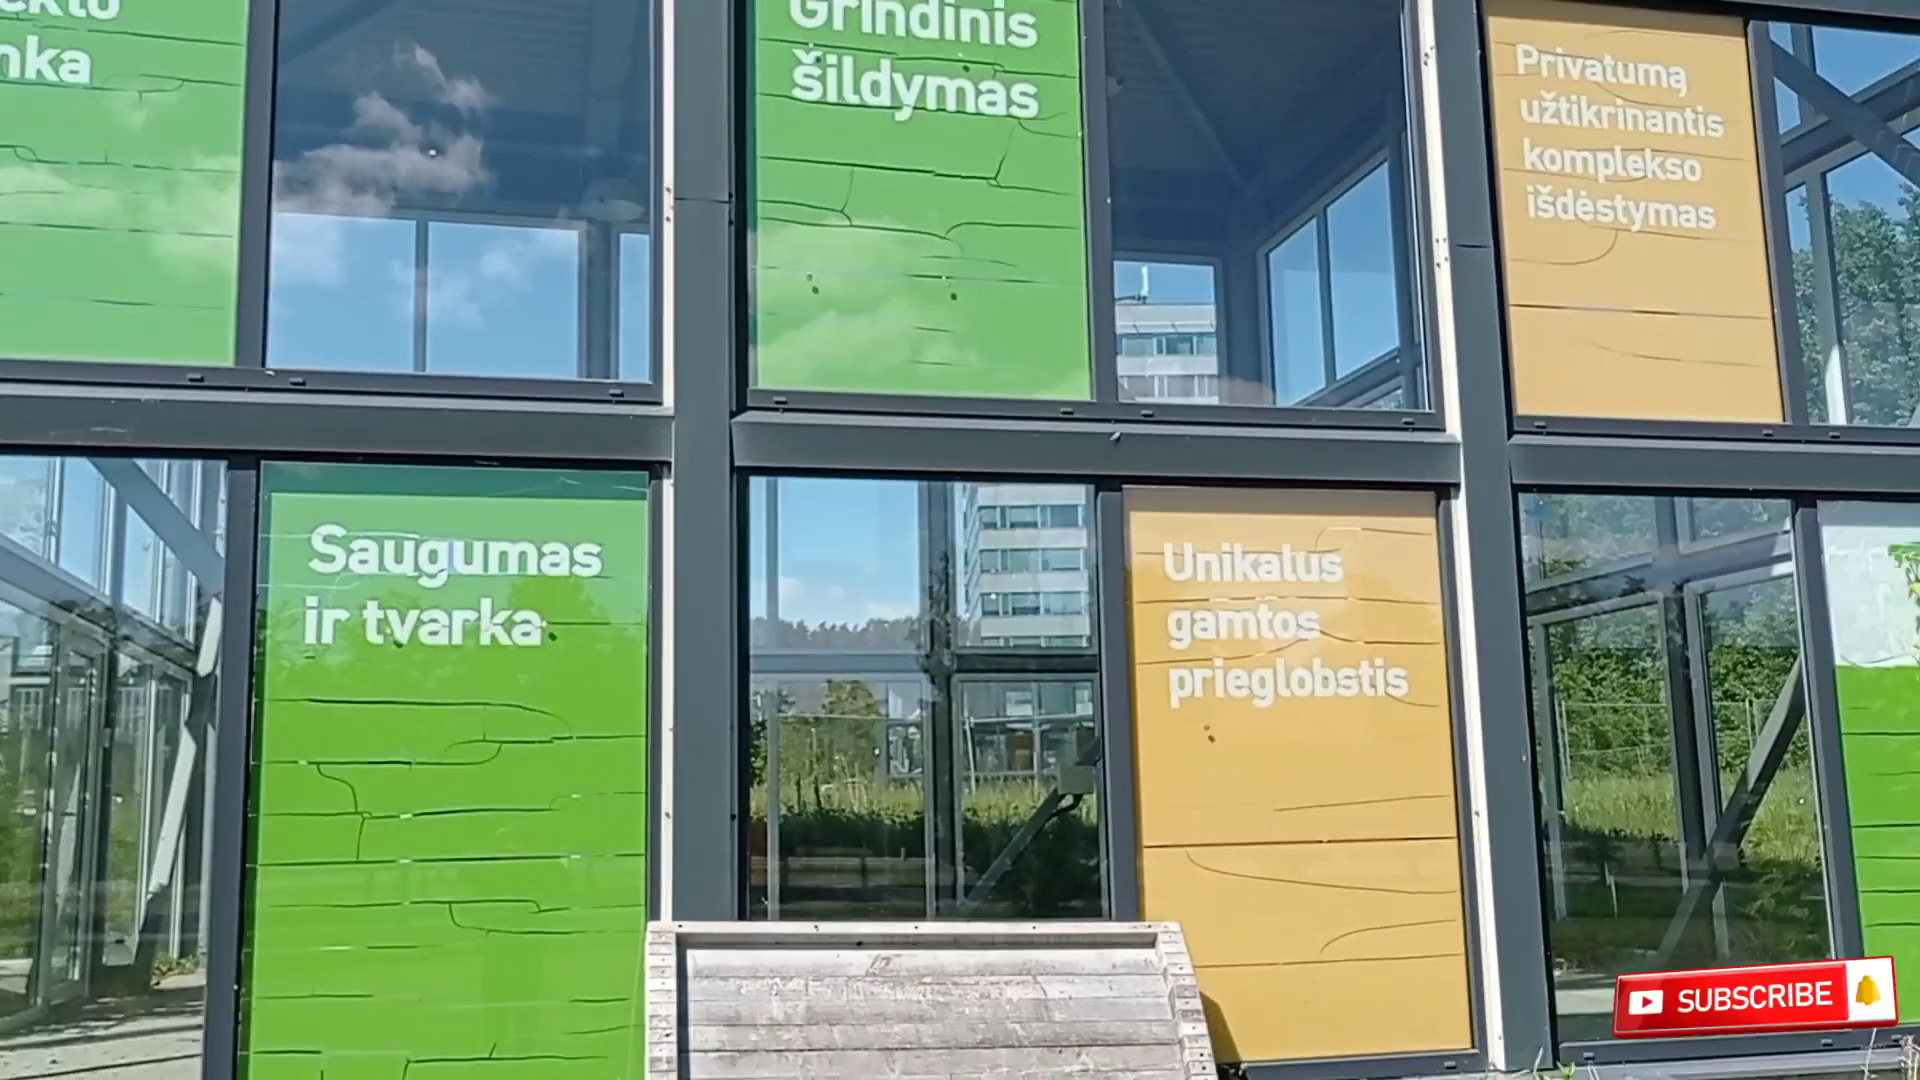 Grindinis
šildymas
Privatumą
užtikrinantis
komplekso
išdėstymas
Saugumas
ir tvarka
Unikalus
gamtos
prieglobstis
SUBSCRIBE